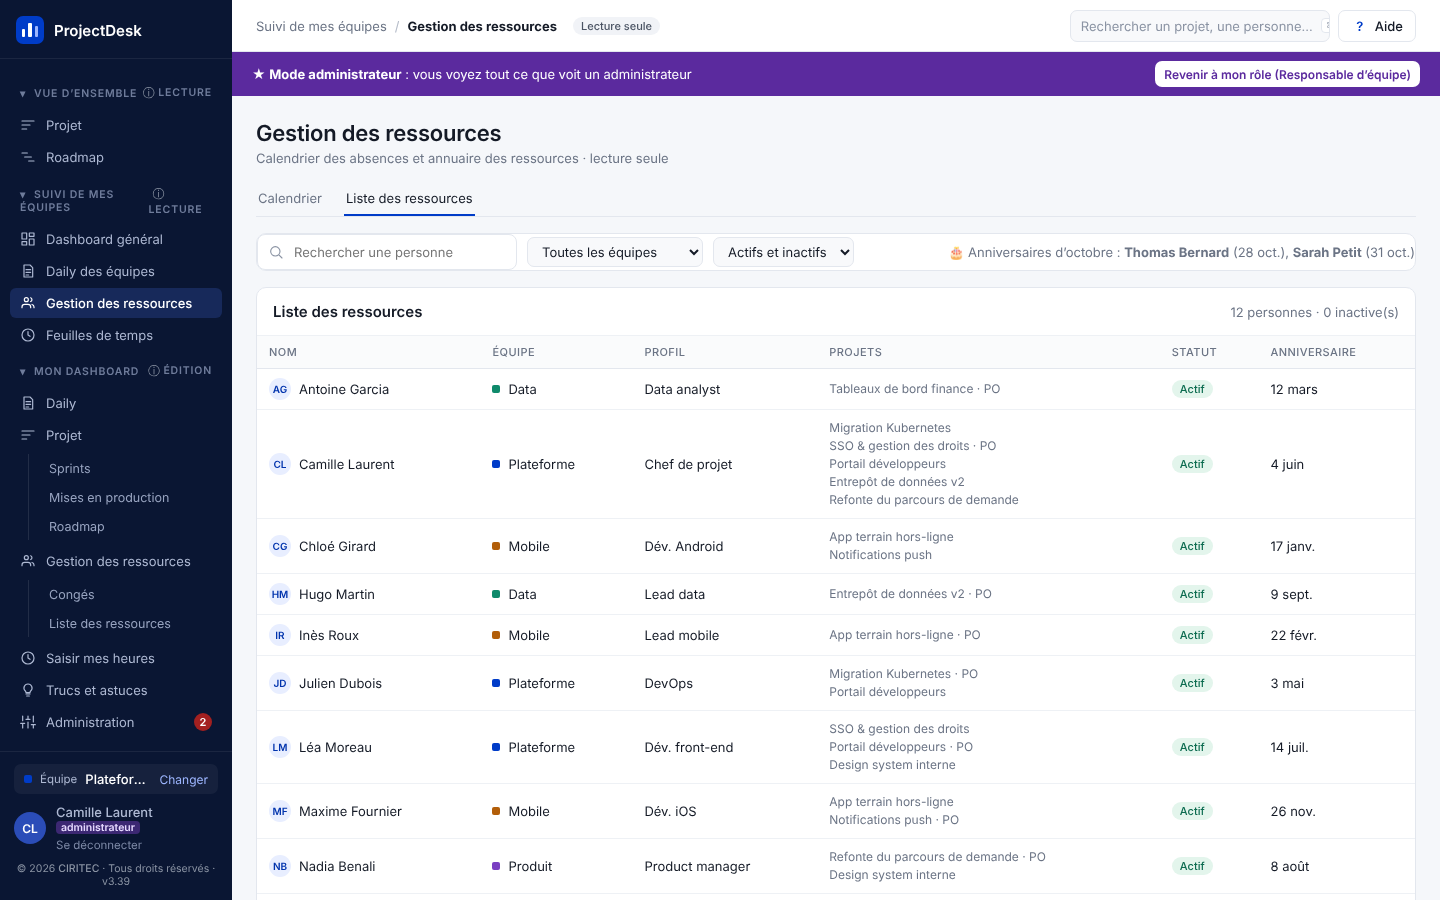 ProjectDesk
Suivi de mes équipes / Gestion des ressources Lecture seule
Rechercher un projet, une personne...
? Aide
★ Mode administrateur : vous voyez tout ce que voit un administrateur
Revenir à mon rôle (Responsable d’équipe)
▾ VUE D’ENSEMBLE ⓘ LECTURE
Projet
Roadmap
▾ SUIVI DE MES ÉQUIPES ⓘ LECTURE
Dashboard général
Daily des équipes
Gestion des ressources
Feuilles de temps
▾ MON DASHBOARD ⓘ ÉDITION
Daily
Projet
Sprints
Mises en production
Roadmap
Gestion des ressources
Congés
Liste des ressources
Saisir mes heures
Trucs et astuces
Administration 2
Équipe Platefor... Changer
CL Camille Laurent
administrateur
Se déconnecter
© 2026 CIRITEC · Tous droits réservés ·
v3.39
Gestion des ressources
Calendrier des absences et annuaire des ressources · lecture seule
Calendrier Liste des ressources
Rechercher une personne
Toutes les équipes
Actifs et inactifs
🎂 Anniversaires d’octobre : Thomas Bernard (28 oct.), Sarah Petit (31 oct.)
Liste des ressources
12 personnes · 0 inactive(s)
NOM ÉQUIPE PROFIL PROJETS STATUT ANNIVERSAIRE
AG Antoine Garcia Data Data analyst Tableaux de bord finance · PO Actif 12 mars
CL Camille Laurent Plateforme Chef de projet
Migration Kubernetes
SSO & gestion des droits · PO
Portail développeurs
Entrepôt de données v2
Refonte du parcours de demande
Actif 4 juin
CG Chloé Girard Mobile Dév. Android
App terrain hors-ligne
Notifications push
Actif 17 janv.
HM Hugo Martin Data Lead data Entrepôt de données v2 · PO Actif 9 sept.
IR Inès Roux Mobile Lead mobile App terrain hors-ligne · PO Actif 22 févr.
JD Julien Dubois Plateforme DevOps
Migration Kubernetes · PO
Portail développeurs
Actif 3 mai
LM Léa Moreau Plateforme Dév. front-end
SSO & gestion des droits
Portail développeurs · PO
Design system interne
Actif 14 juil.
MF Maxime Fournier Mobile Dév. iOS
App terrain hors-ligne
Notifications push · PO
Actif 26 nov.
NB Nadia Benali Produit Product manager
Refonte du parcours de demande · PO
Design system interne
Actif 8 août